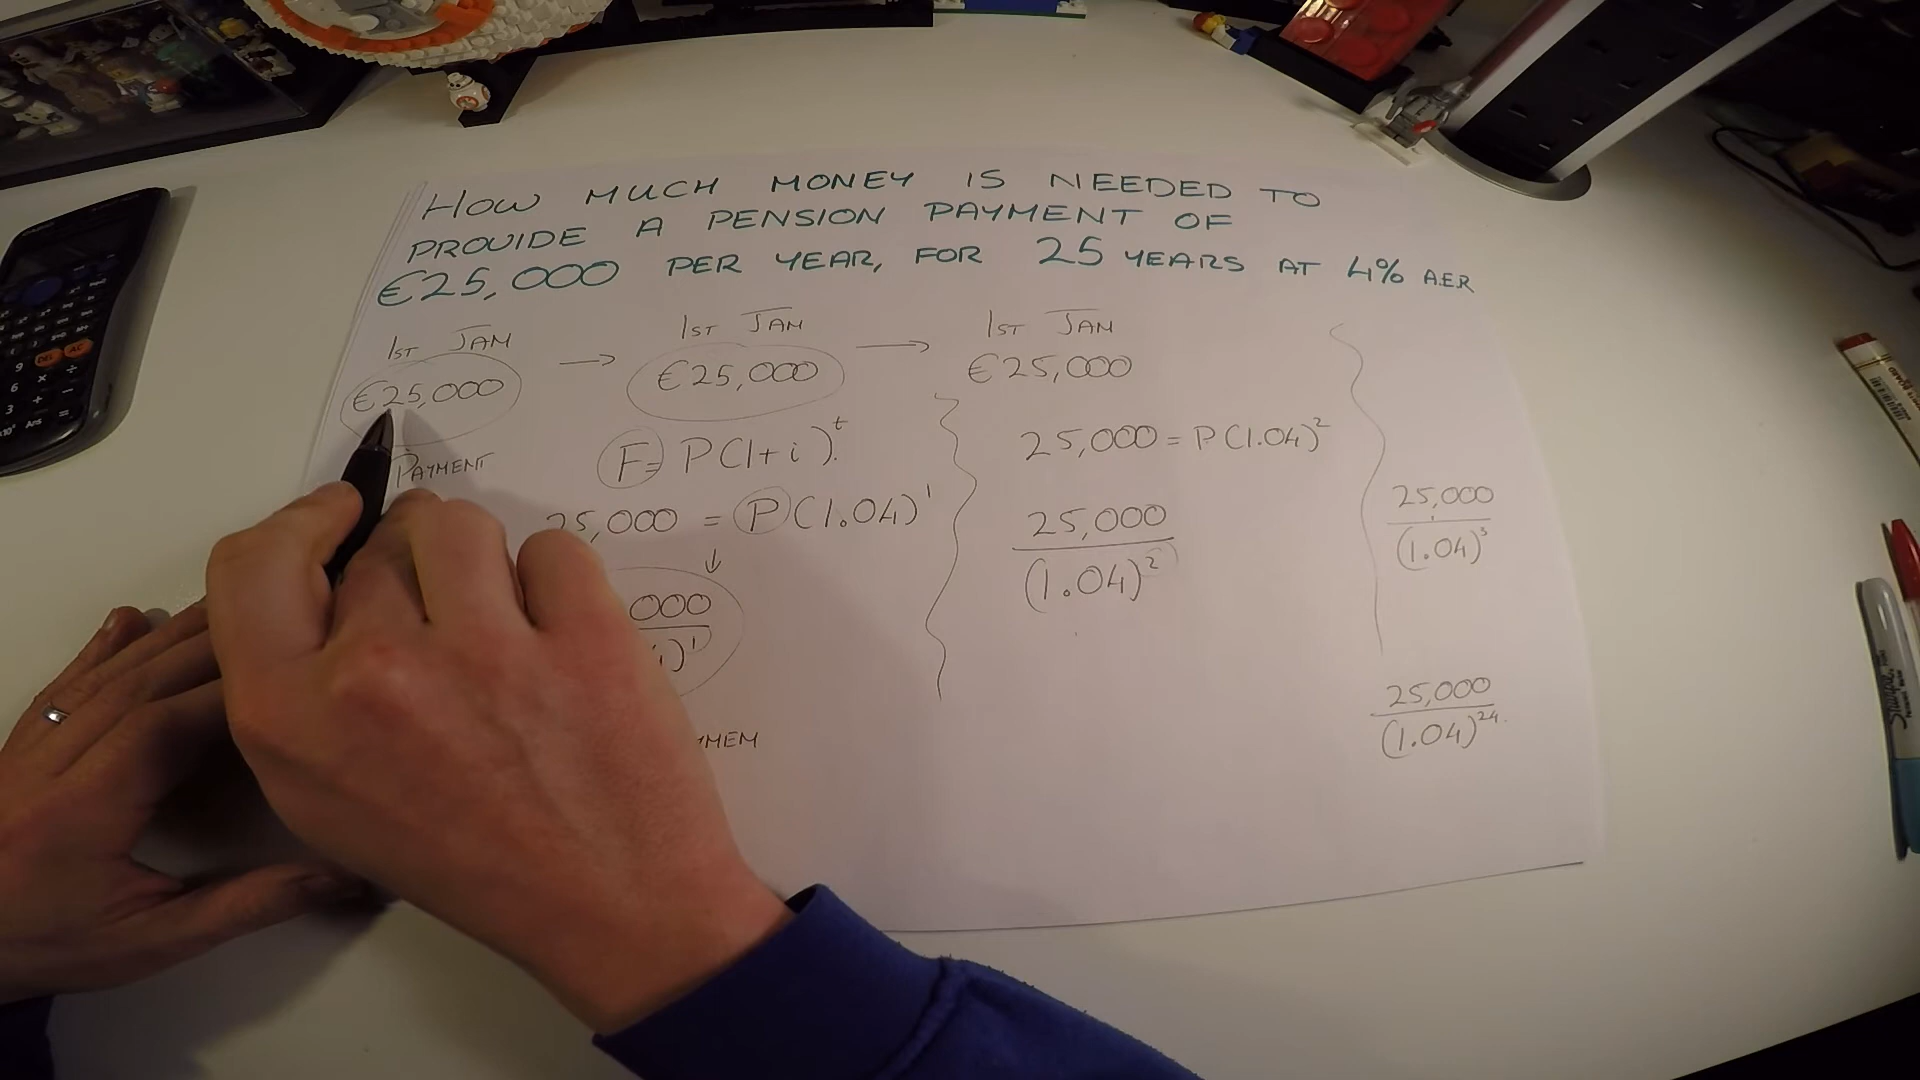 HOW MUCH MONEY IS NEEDED TO
PROVIDE A PENSION PAYMENT OF
€25,000 PER YEAR, FOR 25 YEARS AT 4% A.E.R
1ST JAN
1ST JAN
1ST JAN
€25,000
€25,000
€25,000
PAYMENT
F = P(1+i)^t
25,000 = P(1.04)^1
000
i)^1
25,000 = P(1.04)^2
25,000
(1.04)^2
25,000
(1.04)^3
25,000
(1.04)^24
Sharpie